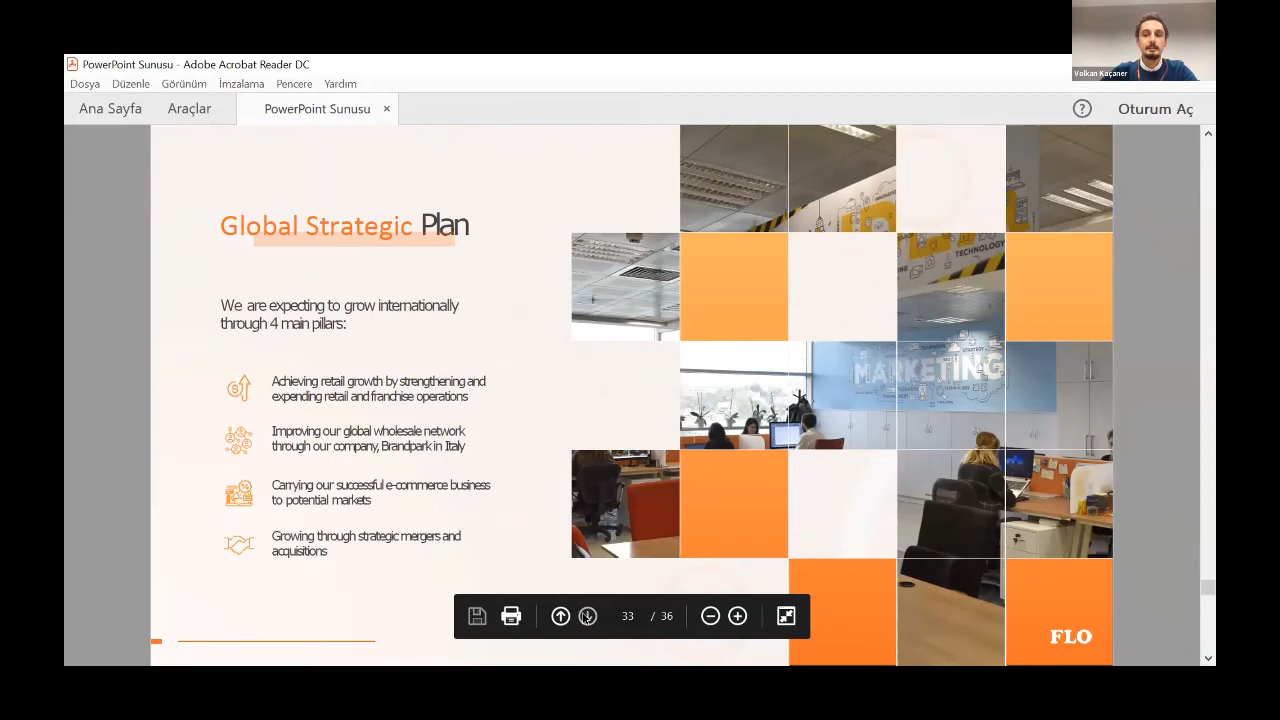 PowerPoint Sunusu - Adobe Acrobat Reader DC
Volkan Kaçaner
Dosya Düzenle Görünüm İmzalama Pencere Yardım
Ana Sayfa Araçlar PowerPoint Sunusu × ? Oturum Aç
Global Strategic Plan
We are expecting to grow internationally
through 4 main pillars:
Achieving retail growth by strengthening and
expending retail and franchise operations
Improving our global wholesale network
through our company, Brandpark in Italy
Carrying our successful e-commerce business
to potential markets
Growing through strategic mergers and
acquisitions
TECHNOLOGY
STRATEGY
MARKETING
33 / 36
FLO